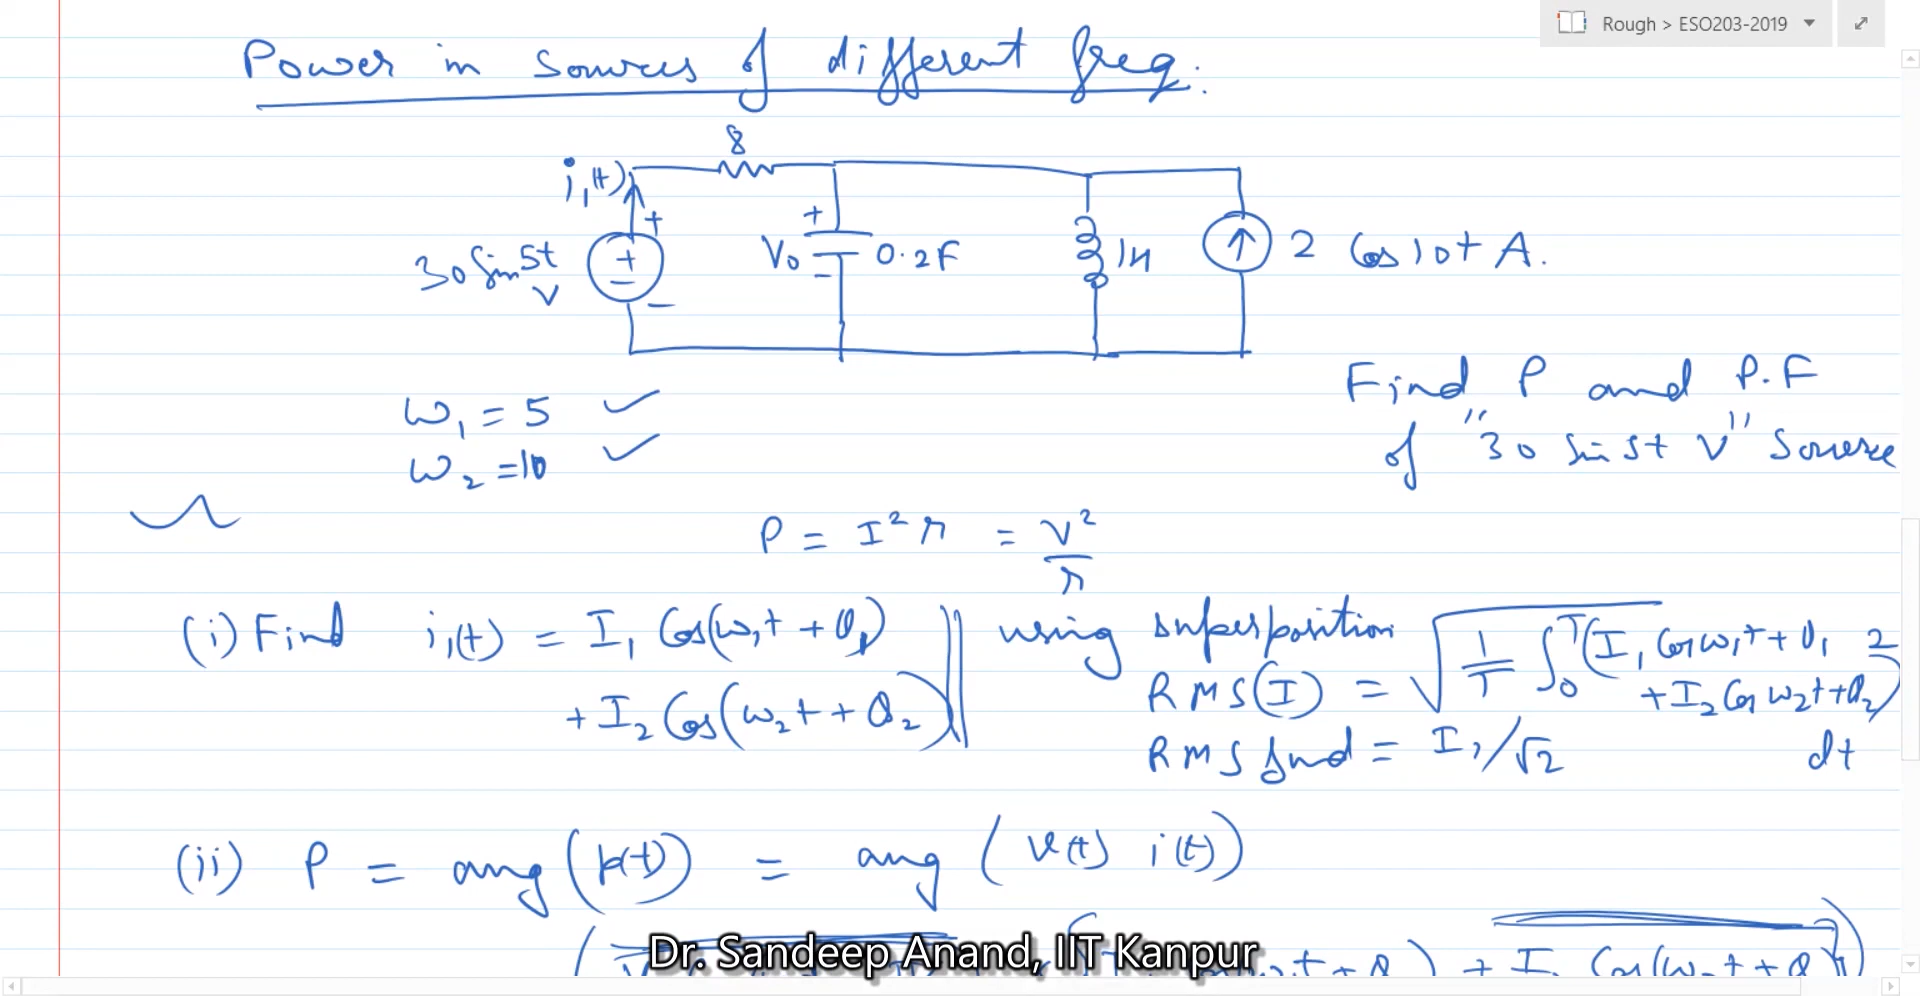 Rough > ESO203-2019
Power in Sources of different freq.
8
i₁(t)
+
30 Sin 5t V
+
−
−
+
V₀
−
0.2F
1H
2 Cos 10t A.
Find P and P.F
of "30 Sin 5t V" Source
ω₁ = 5
ω₂ = 10
P = I² r = V²/r
(i) Find i₁(t) = I₁ Cos(ω₁t + θ₁)
+ I₂ Cos(ω₂t + θ₂)
using superposition
RMS(I) = √(1/T ∫₀ᵀ (I₁ Cos ω₁t + θ₁ + I₂ Cos ω₂t + θ₂)² dt
RMS fund = I₁/√2
(ii) P = avg (p(t)) = avg (v(t) i(t))
Dr. Sandeep Anand, IIT Kanpur